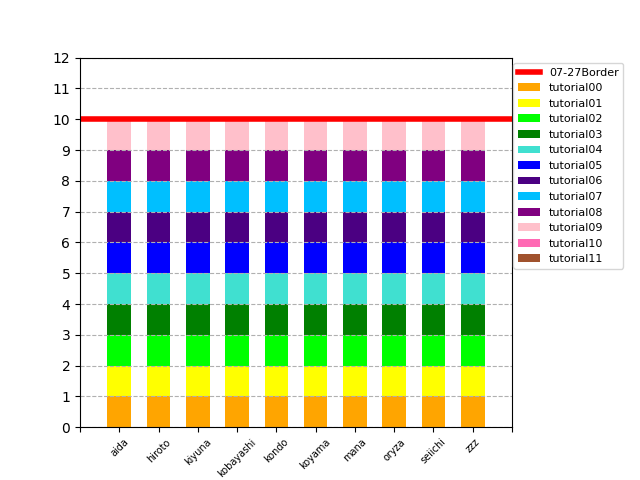 12
11
10
9
8
7
6
5
4
3
2
1
0
aida
hiroto
kiyuna
kobayashi
kondo
koyama
mana
oryza
seiichi
zzz
07-27Border
tutorial00
tutorial01
tutorial02
tutorial03
tutorial04
tutorial05
tutorial06
tutorial07
tutorial08
tutorial09
tutorial10
tutorial11